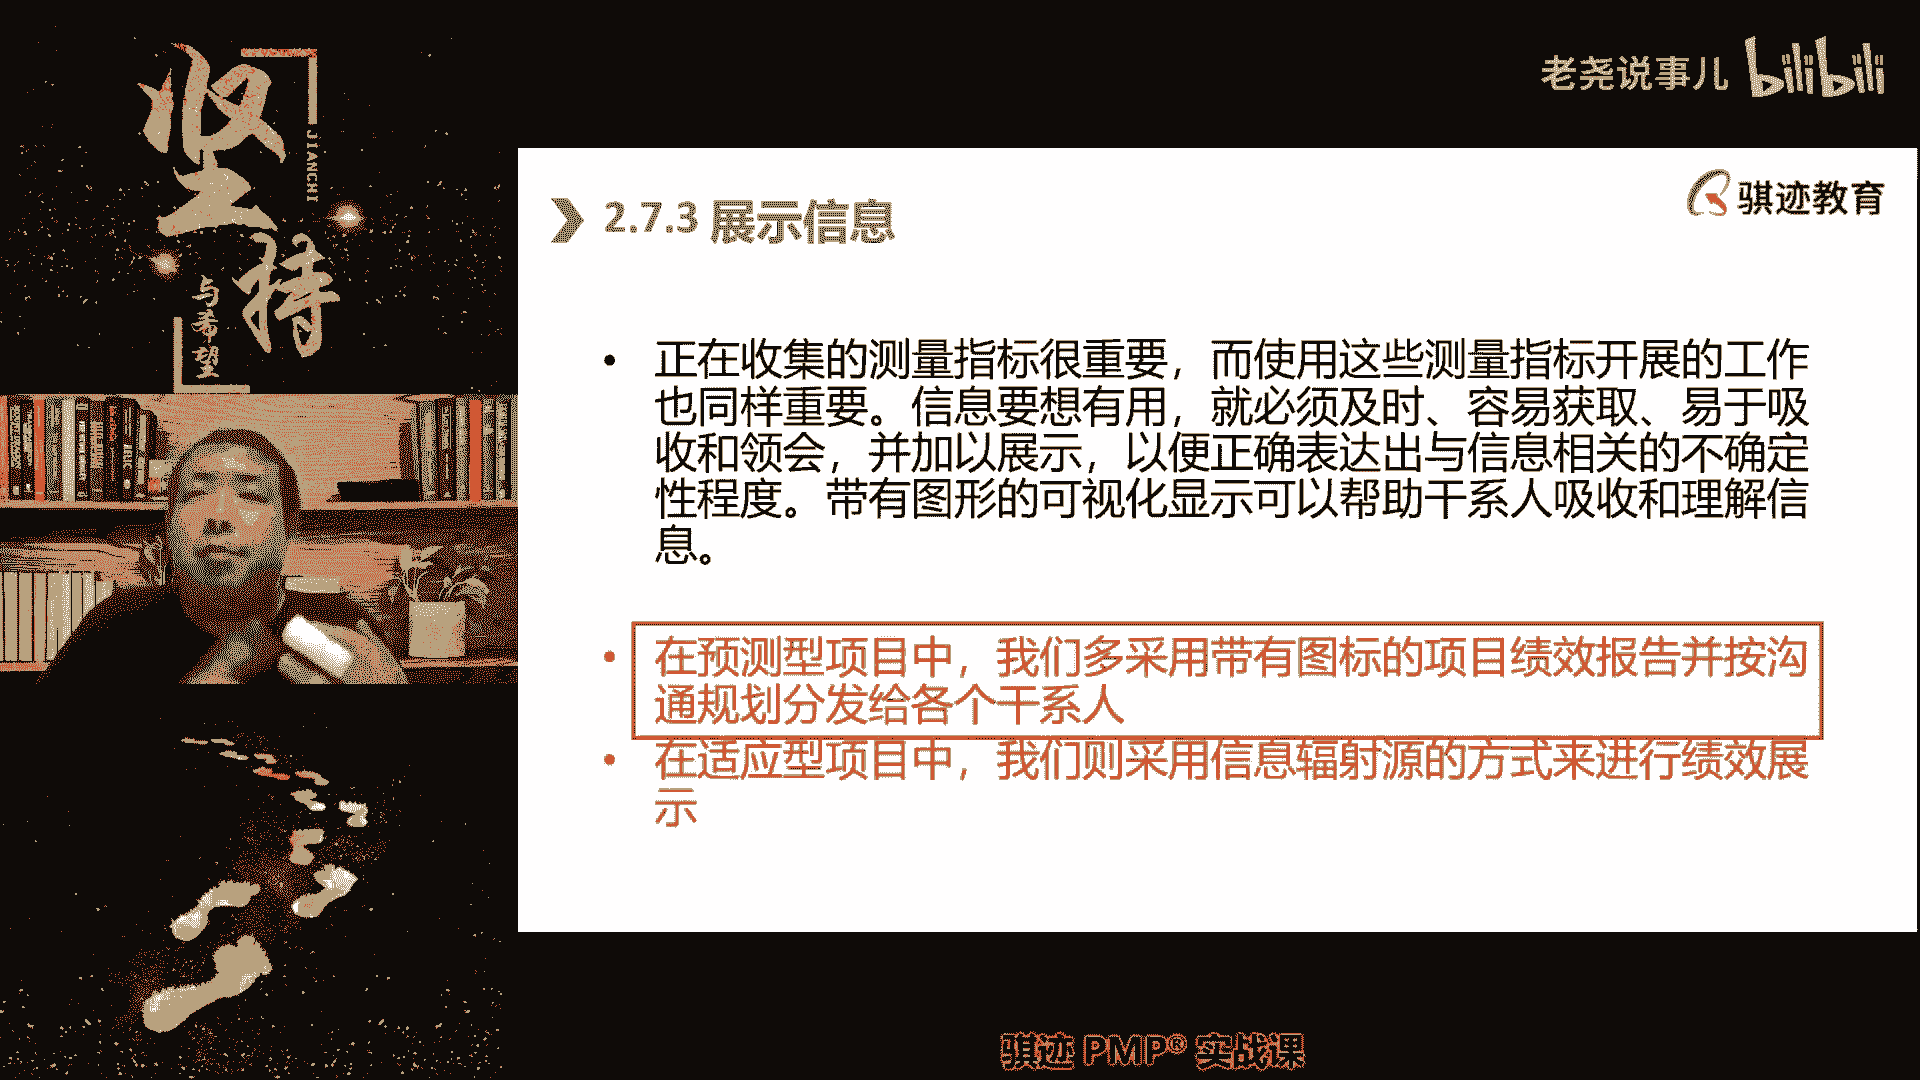 坚持
JIANCHI
与希望
老尧说事儿 bilibili
骐迹教育
2.7.3 展示信息
• 正在收集的测量指标很重要，而使用这些测量指标开展的工作
也同样重要。信息要想有用，就必须及时、容易获取、易于吸
收和领会，并加以展示，以便正确表达出与信息相关的不确定
性程度。带有图形的可视化显示可以帮助干系人吸收和理解信
息。
• 在预测型项目中，我们多采用带有图标的项目绩效报告并按沟
通规划分发给各个干系人
• 在适应型项目中，我们则采用信息辐射源的方式来进行绩效展
示
骐迹 PMP® 实战课